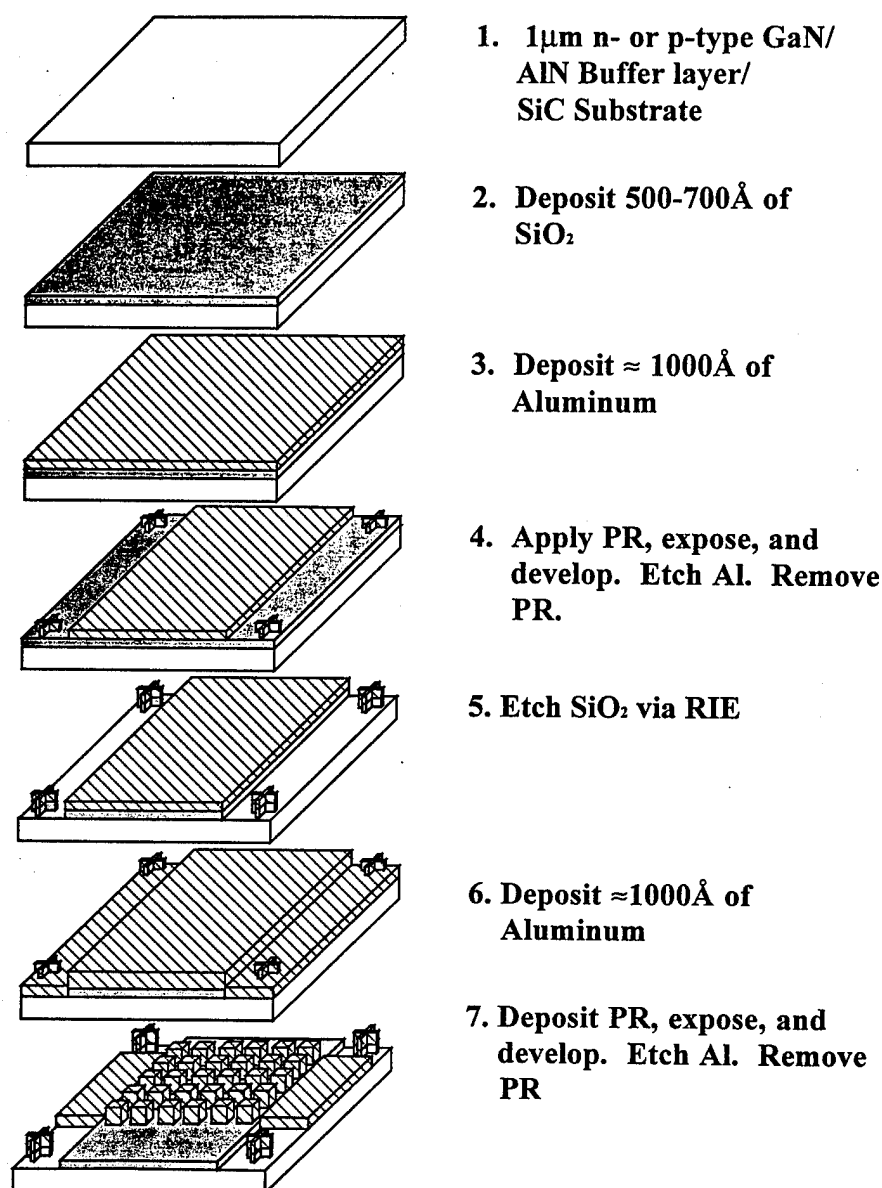 1. 1μm n- or p-type GaN/
AlN Buffer layer/
SiC Substrate
2. Deposit 500-700Å of
SiO₂
3. Deposit ≈ 1000Å of
Aluminum
4. Apply PR, expose, and
develop. Etch Al. Remove
PR.
5. Etch SiO₂ via RIE
6. Deposit ≈1000Å of
Aluminum
7. Deposit PR, expose, and
develop. Etch Al. Remove
PR